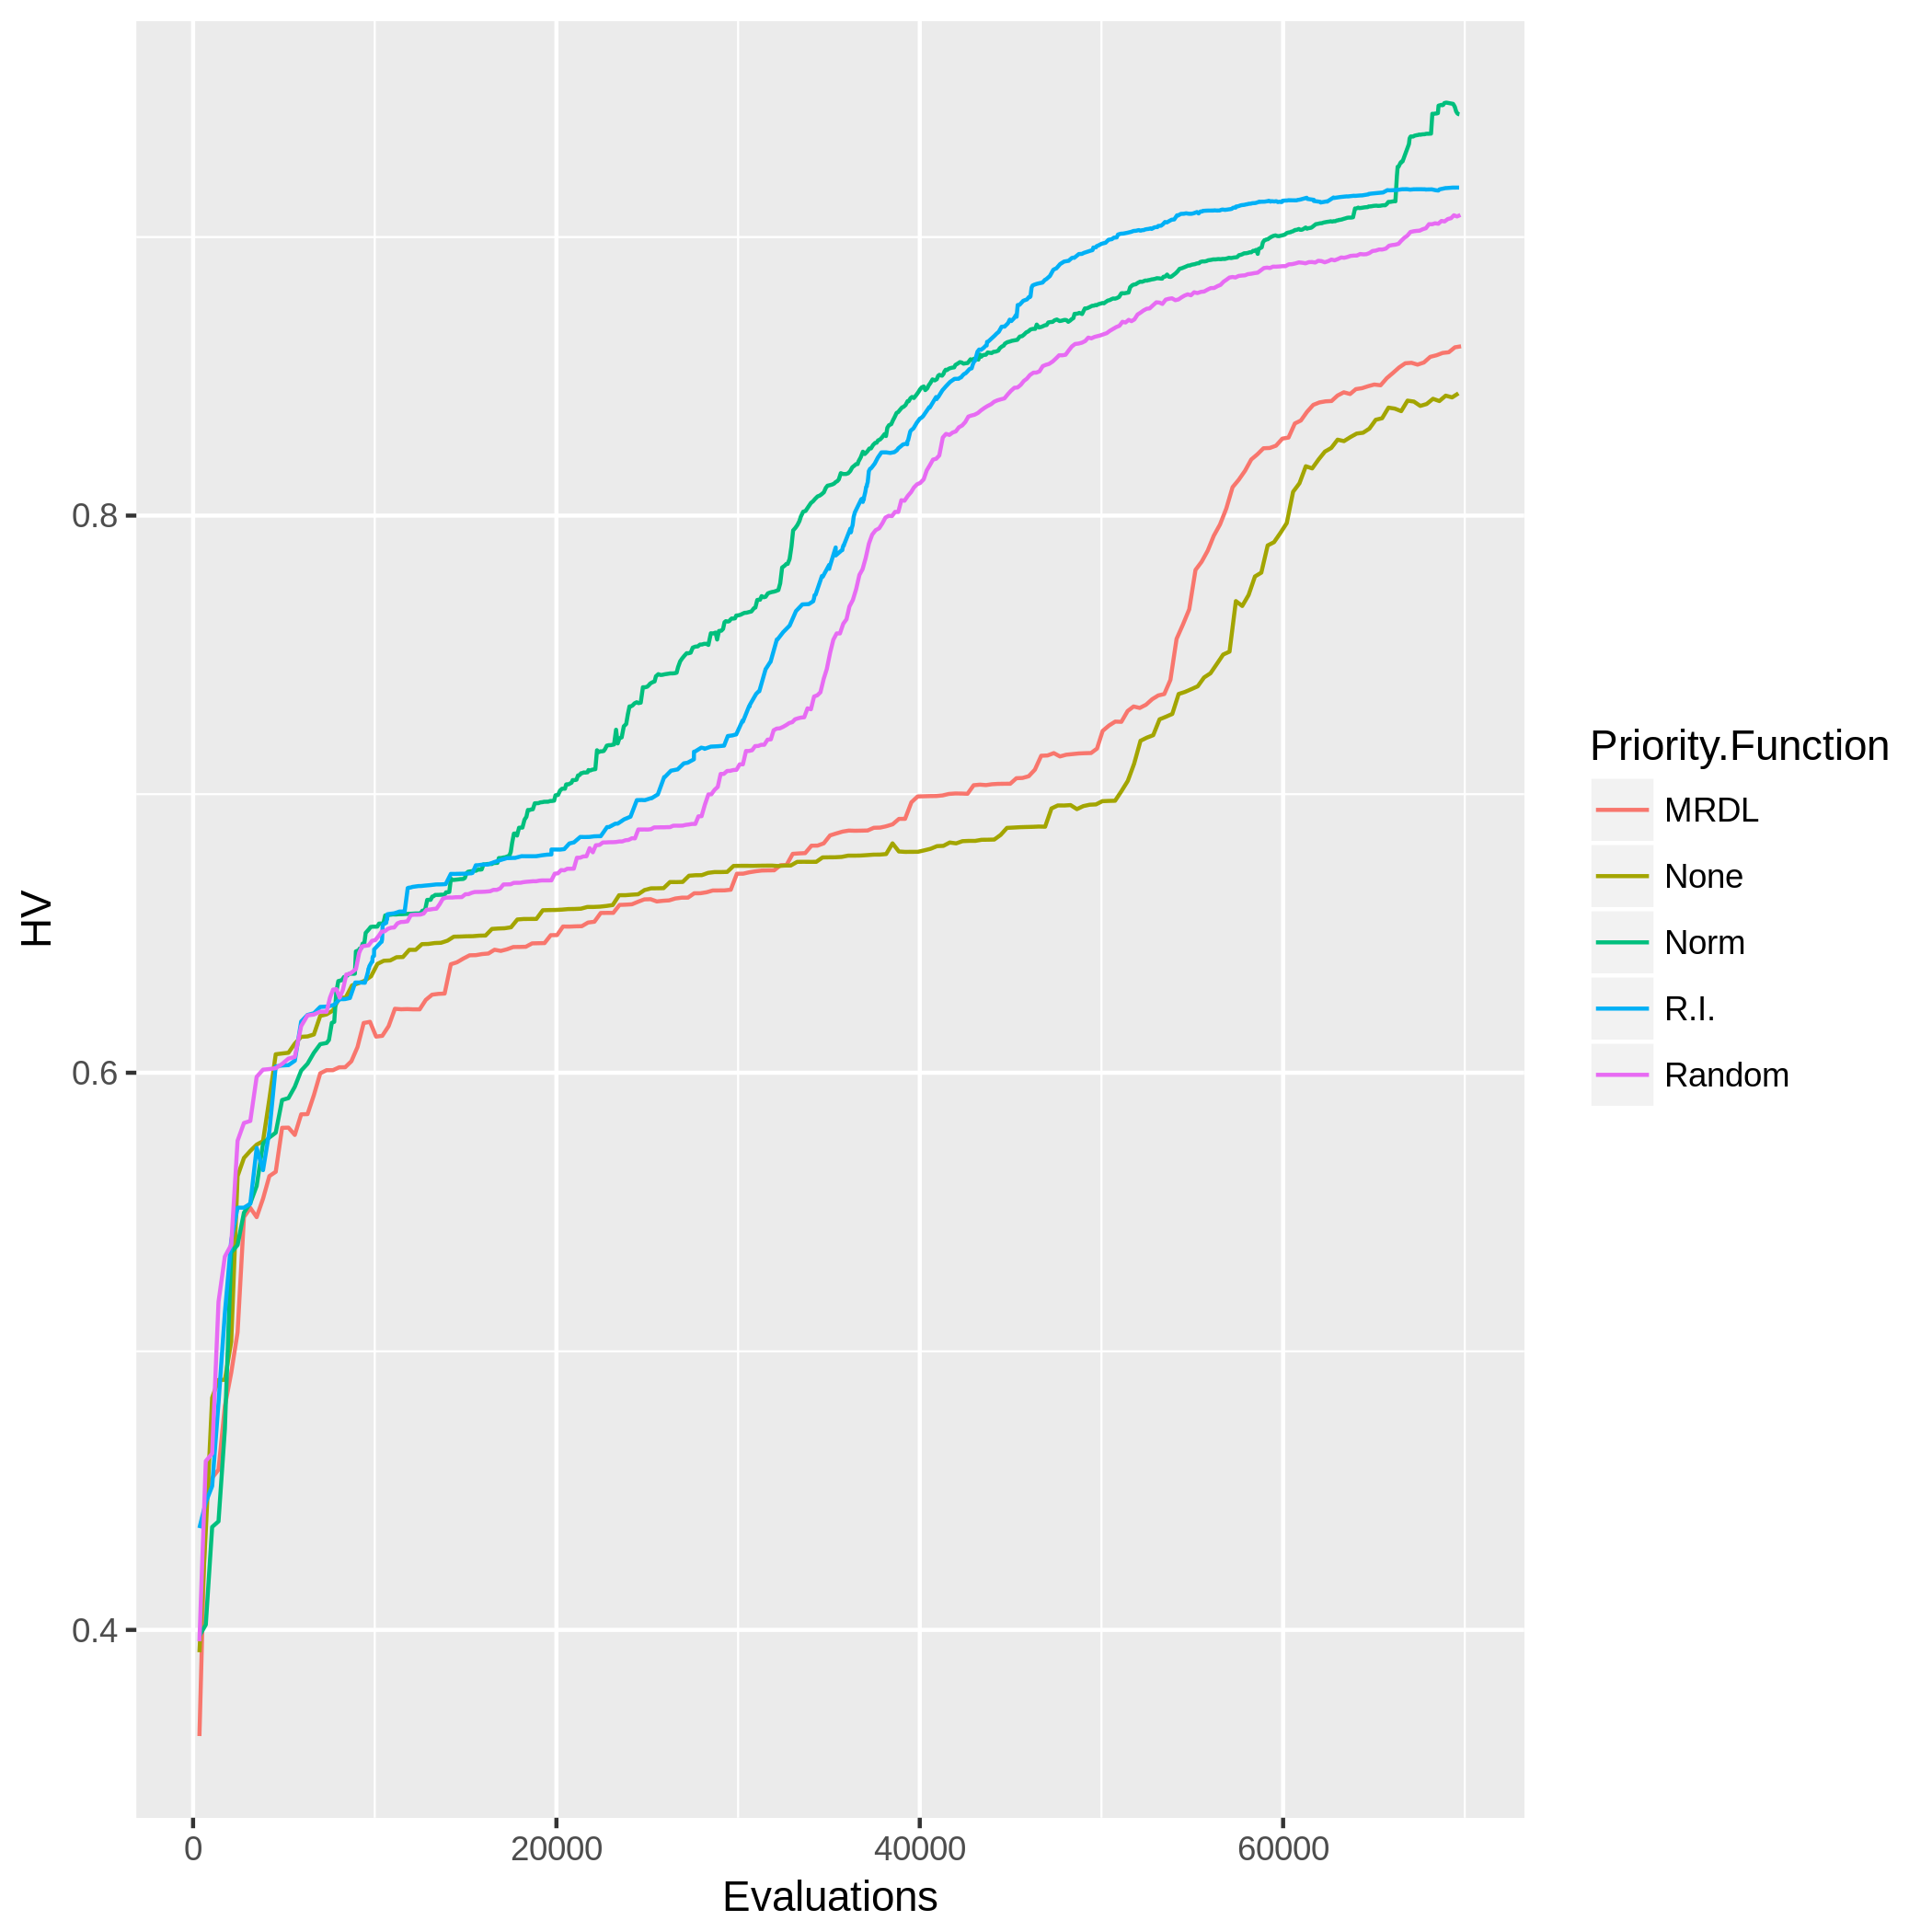 HV
0.8
0.6
0.4
0
20000
40000
60000
Evaluations
Priority.Function
MRDL
None
Norm
R.I.
Random